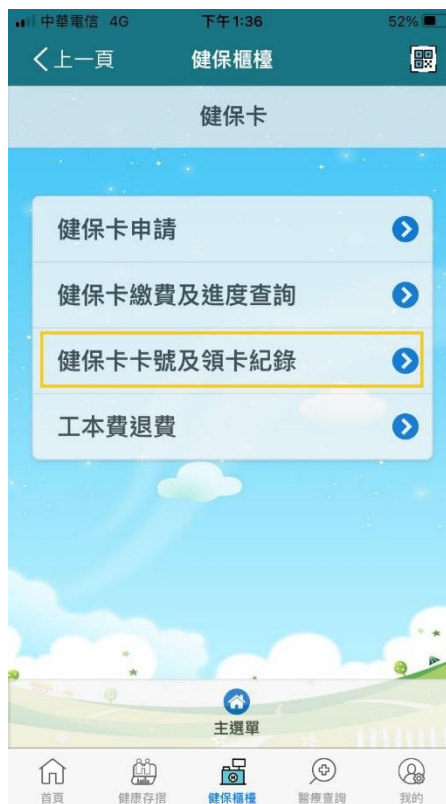 中華電信 4G 下午1:36 52%
上一頁 健保櫃檯
健保卡
健保卡申請
健保卡繳費及進度查詢
健保卡卡號及領卡紀錄
工本費退費
主選單
首頁 健康存摺 健保櫃檯 醫療查詢 我的